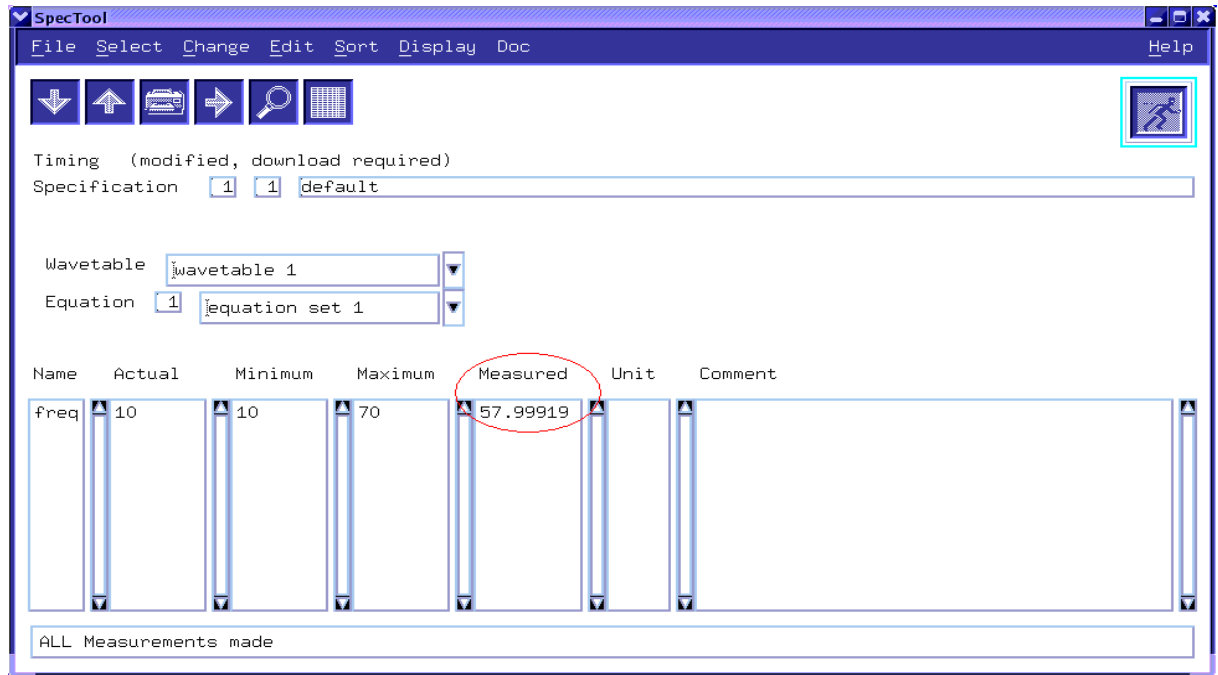 SpecTool
File Select Change Edit Sort Display Doc Help
Timing (modified, download required)
Specification 1 1 default
Wavetable wavetable 1
Equation 1 equation set 1
Name Actual Minimum Maximum Measured Unit Comment
freq 10 10 70 57.99919
ALL Measurements made